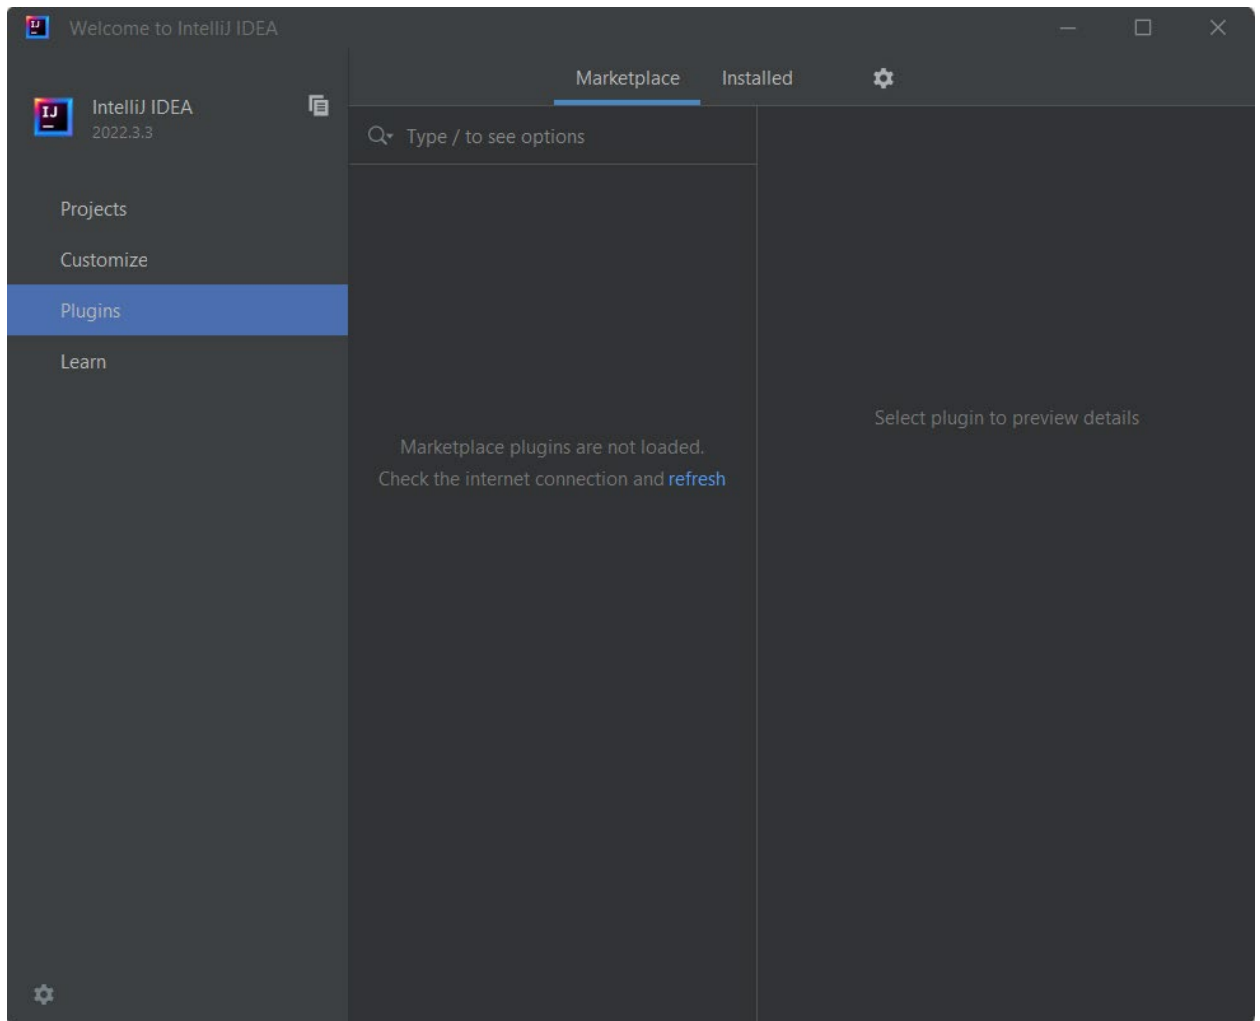 Welcome to IntelliJ IDEA
IntelliJ IDEA
2022.3.3
Projects
Customize
Plugins
Learn
Marketplace Installed
Type / to see options
Marketplace plugins are not loaded.
Check the internet connection and refresh
Select plugin to preview details